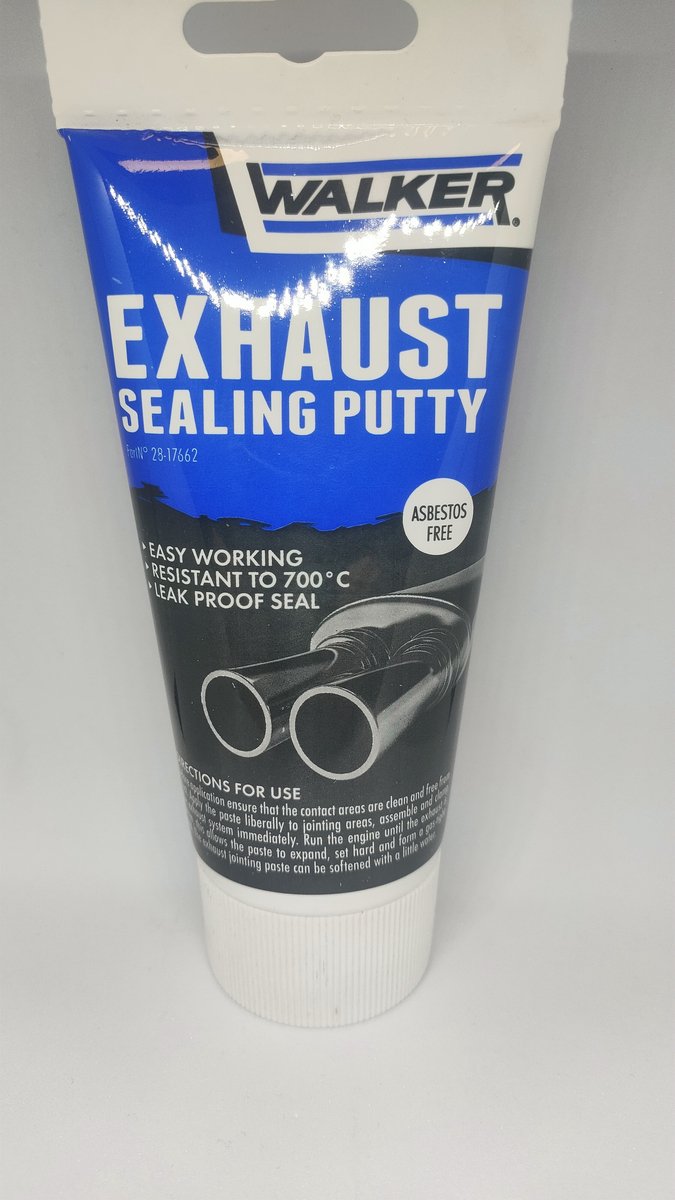 WALKER®
EXHAUST
SEALING PUTTY
Part N° 28-17662
ASBESTOS
FREE
EASY WORKING
RESISTANT TO 700°C
LEAK PROOF SEAL
DIRECTIONS FOR USE
application ensure that the contact areas are clean and free from
Apply the paste liberally to jointing areas, assemble and
system immediately. Run the engine until the exhaust
allows the paste to expand, set hard and form a
exhaust jointing paste can be softened with a little water